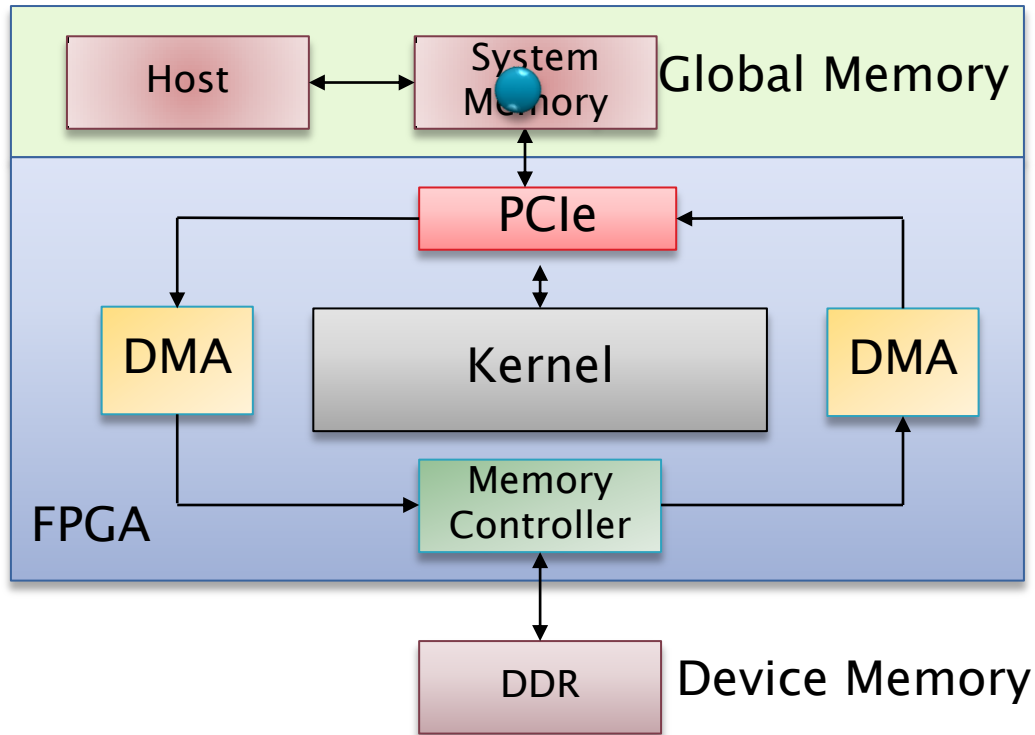 Host
System
Memory
Global Memory
PCIe
DMA
Kernel
DMA
Memory
Controller
FPGA
DDR
Device Memory